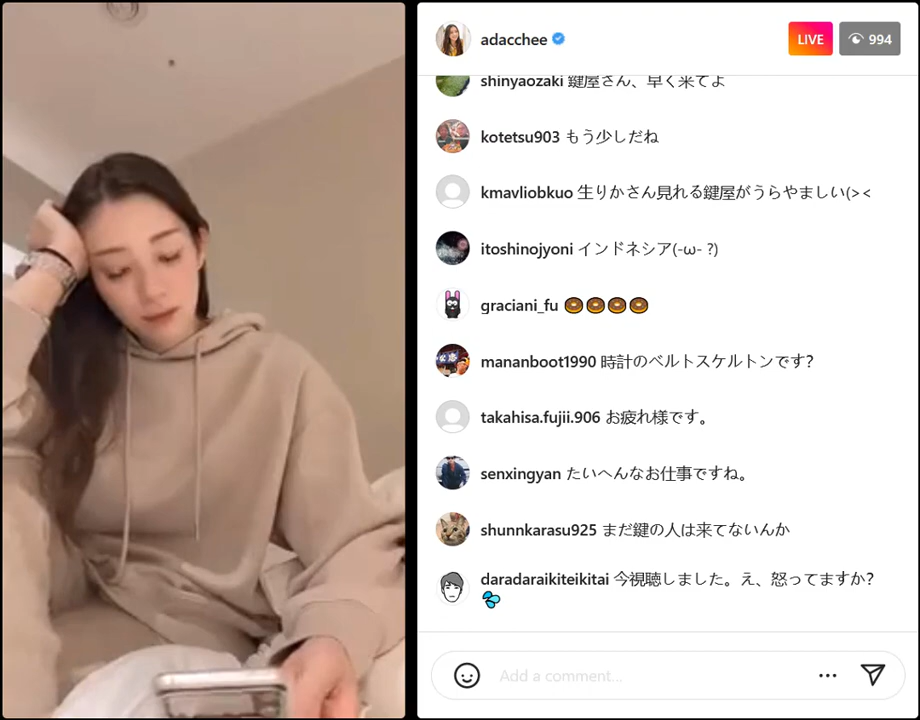 adacchee
LIVE
994
shinyaozaki 鍵屋さん、早く来てよ
kotetsu903 もう少しだね
kmavliobkuo 生りかさん見れる鍵屋がうらやましい(><
itoshinojyoni インドネシア(-ω- ?)
graciani_fu 🍩🍩🍩🍩
mananboot1990 時計のベルトスケルトンです?
takahisa.fujii.906 お疲れ様です。
senxingyan たいへんなお仕事ですね。
shunnkarasu925 まだ鍵の人は来てないんか
daradaraikiteikitai 今視聴しました。え、怒ってますか?
💦
Add a comment...